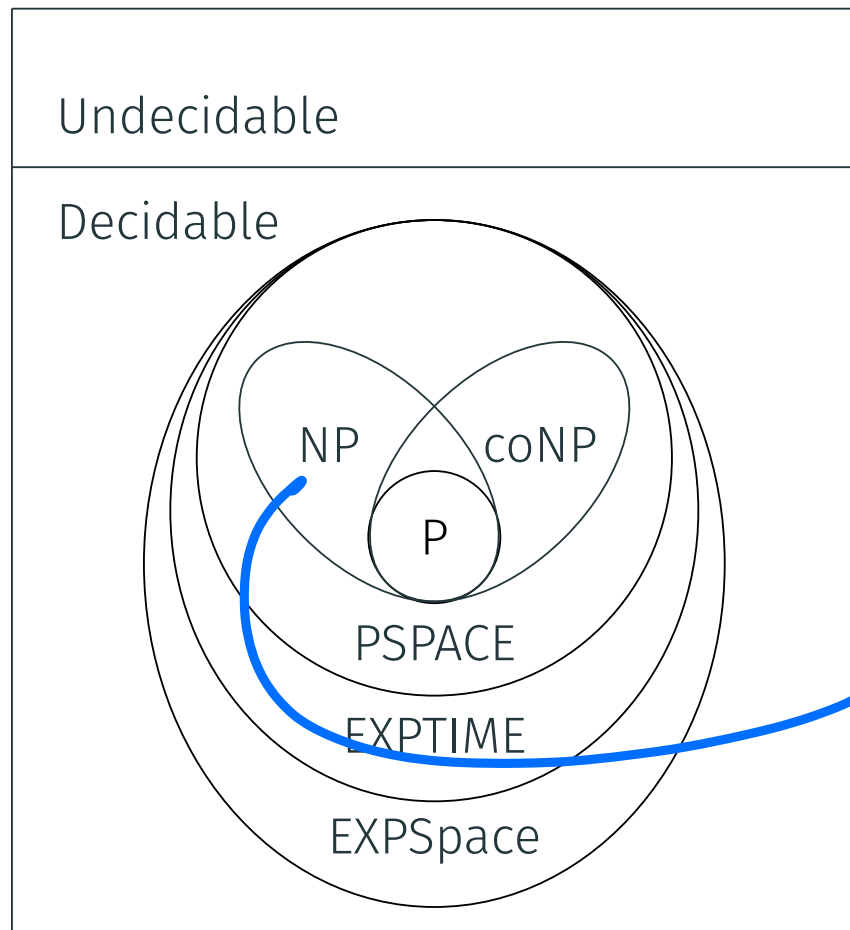 Undecidable
Decidable
NP
coNP
P
PSPACE
EXPTIME
EXPSpace